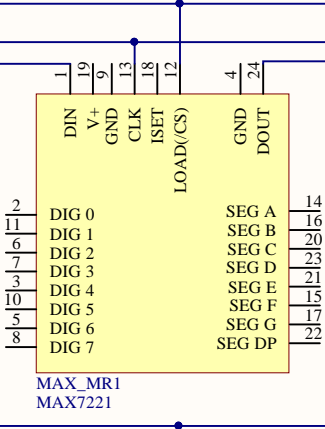 1 19 9 13 18 12 4 24
DIN V+ GND CLK ISET LOAD(/CS) GND DOUT
2 DIG 0 SEG A 14
11 DIG 1 SEG B 16
6 DIG 2 SEG C 20
7 DIG 3 SEG D 23
3 DIG 4 SEG E 21
10 DIG 5 SEG F 15
5 DIG 6 SEG G 17
8 DIG 7 SEG DP 22
MAX_MR1
MAX7221